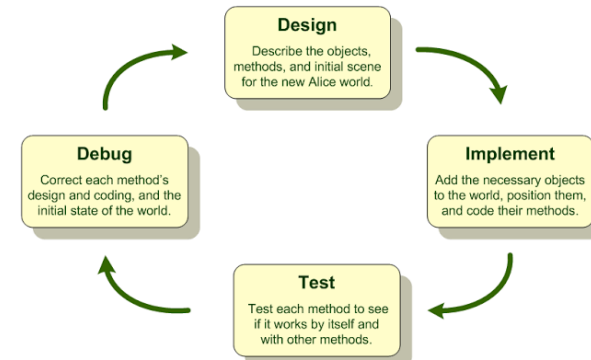 Design
Describe the objects,
methods, and initial scene
for the new Alice world.
Implement
Add the necessary objects
to the world, position them,
and code their methods.
Test
Test each method to see
if it works by itself and
with other methods.
Debug
Correct each method's
design and coding, and the
initial state of the world.